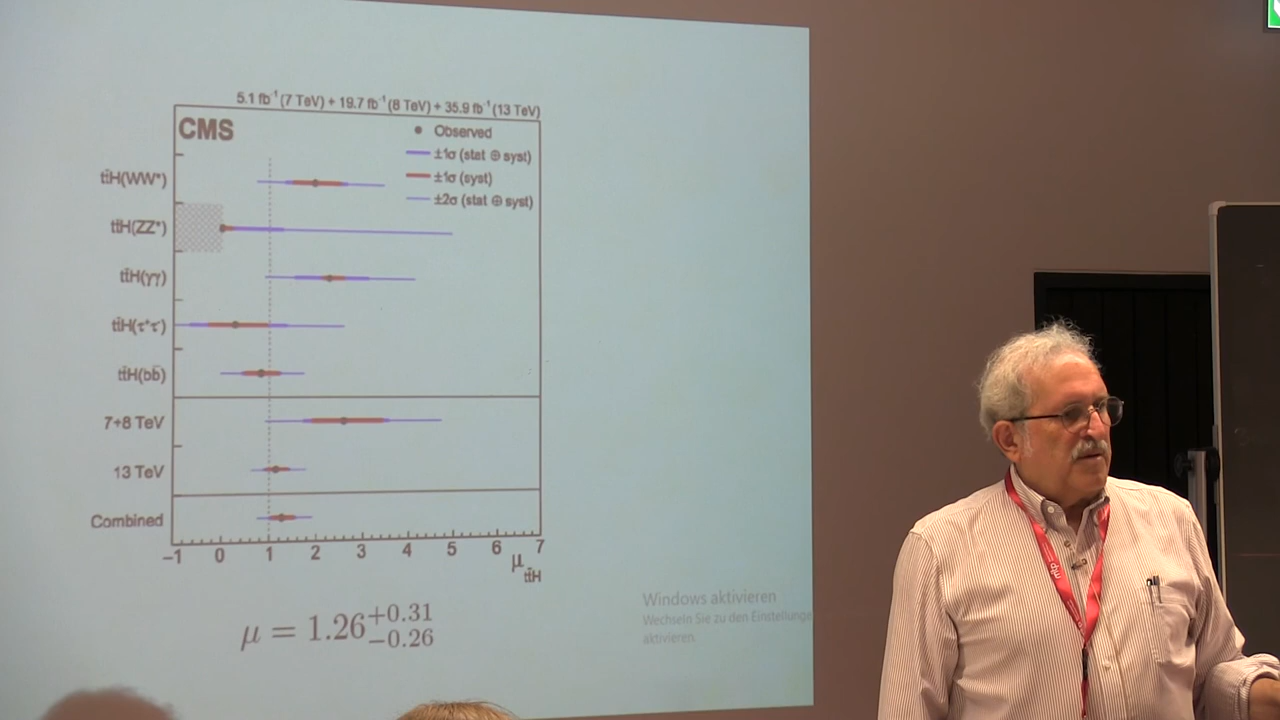 5.1 fb⁻¹ (7 TeV) + 19.7 fb⁻¹ (8 TeV) + 35.9 fb⁻¹ (13 TeV)
CMS
Observed
±1σ (stat ⊕ syst)
±1σ (syst)
±2σ (stat ⊕ syst)
tt̄H(WW*)
tt̄H(ZZ*)
tt̄H(γγ)
tt̄H(τ⁺τ⁻)
tt̄H(bb̄)
7+8 TeV
13 TeV
Combined
−1 0 1 2 3 4 5 6 7
μ tt̄H
μ = 1.26 +0.31 −0.26
Windows aktivieren
Wechseln Sie zu den Einstellunge
aktivieren.